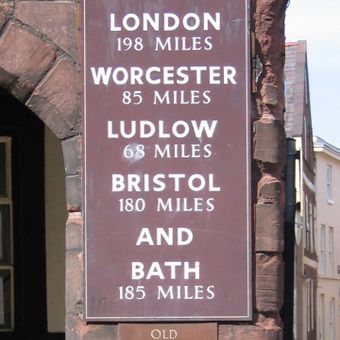 LONDON
198 MILES
WORCESTER
85 MILES
LUDLOW
68 MILES
BRISTOL
180 MILES
AND
BATH
185 MILES
OLD